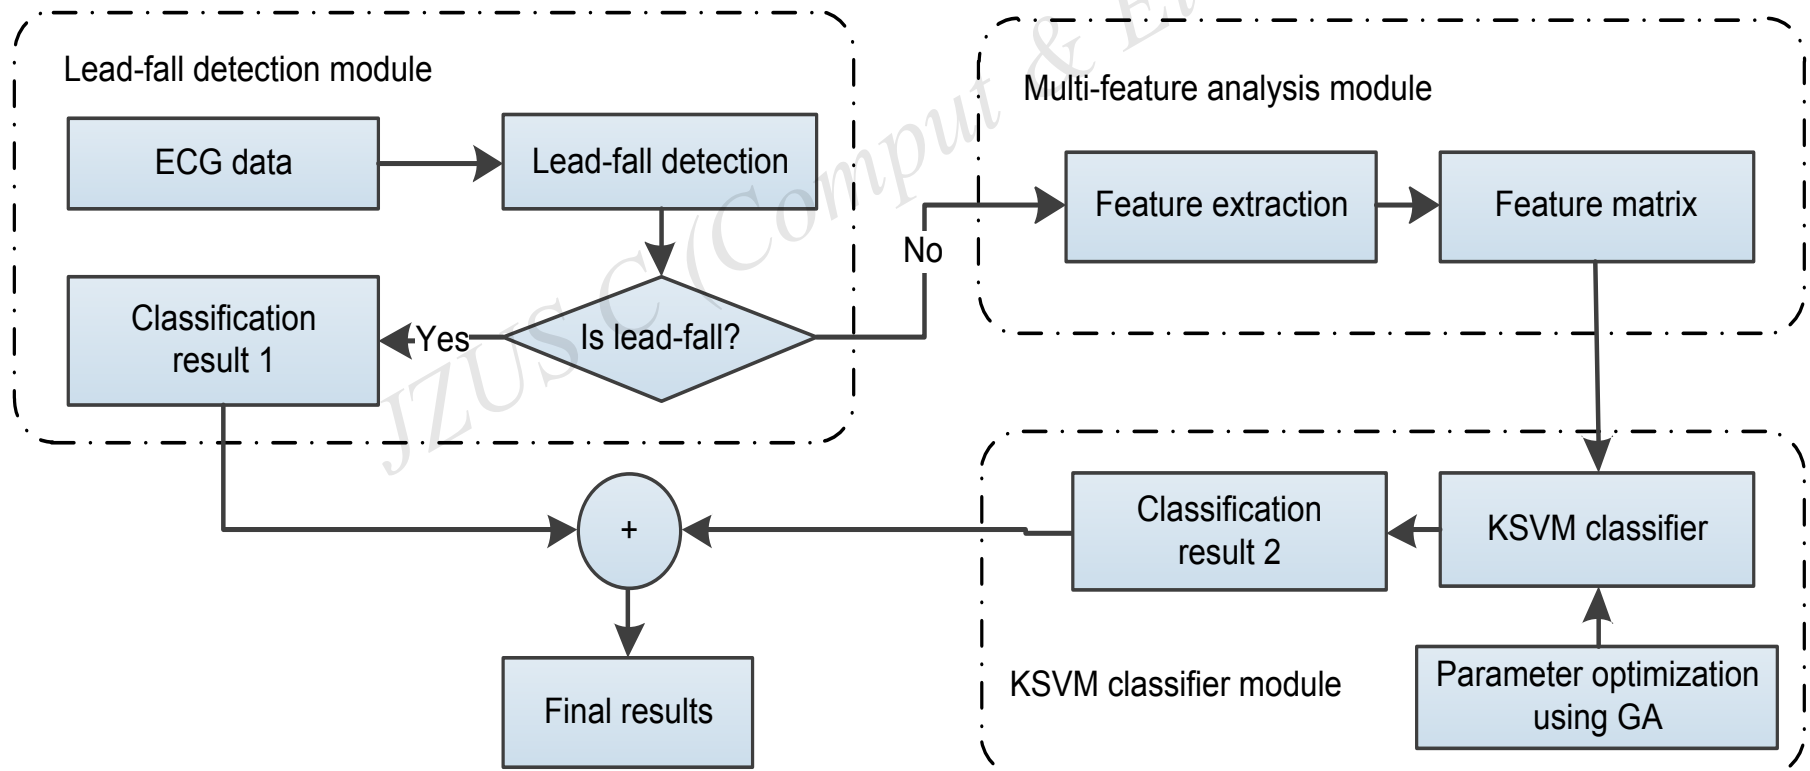 Lead-fall detection module
ECG data
Lead-fall detection
Is lead-fall?
Yes
No
Classification
result 1
Multi-feature analysis module
Feature extraction
Feature matrix
KSVM classifier
Classification
result 2
Parameter optimization
using GA
KSVM classifier module
+
Final results
JZUS C (Comput &